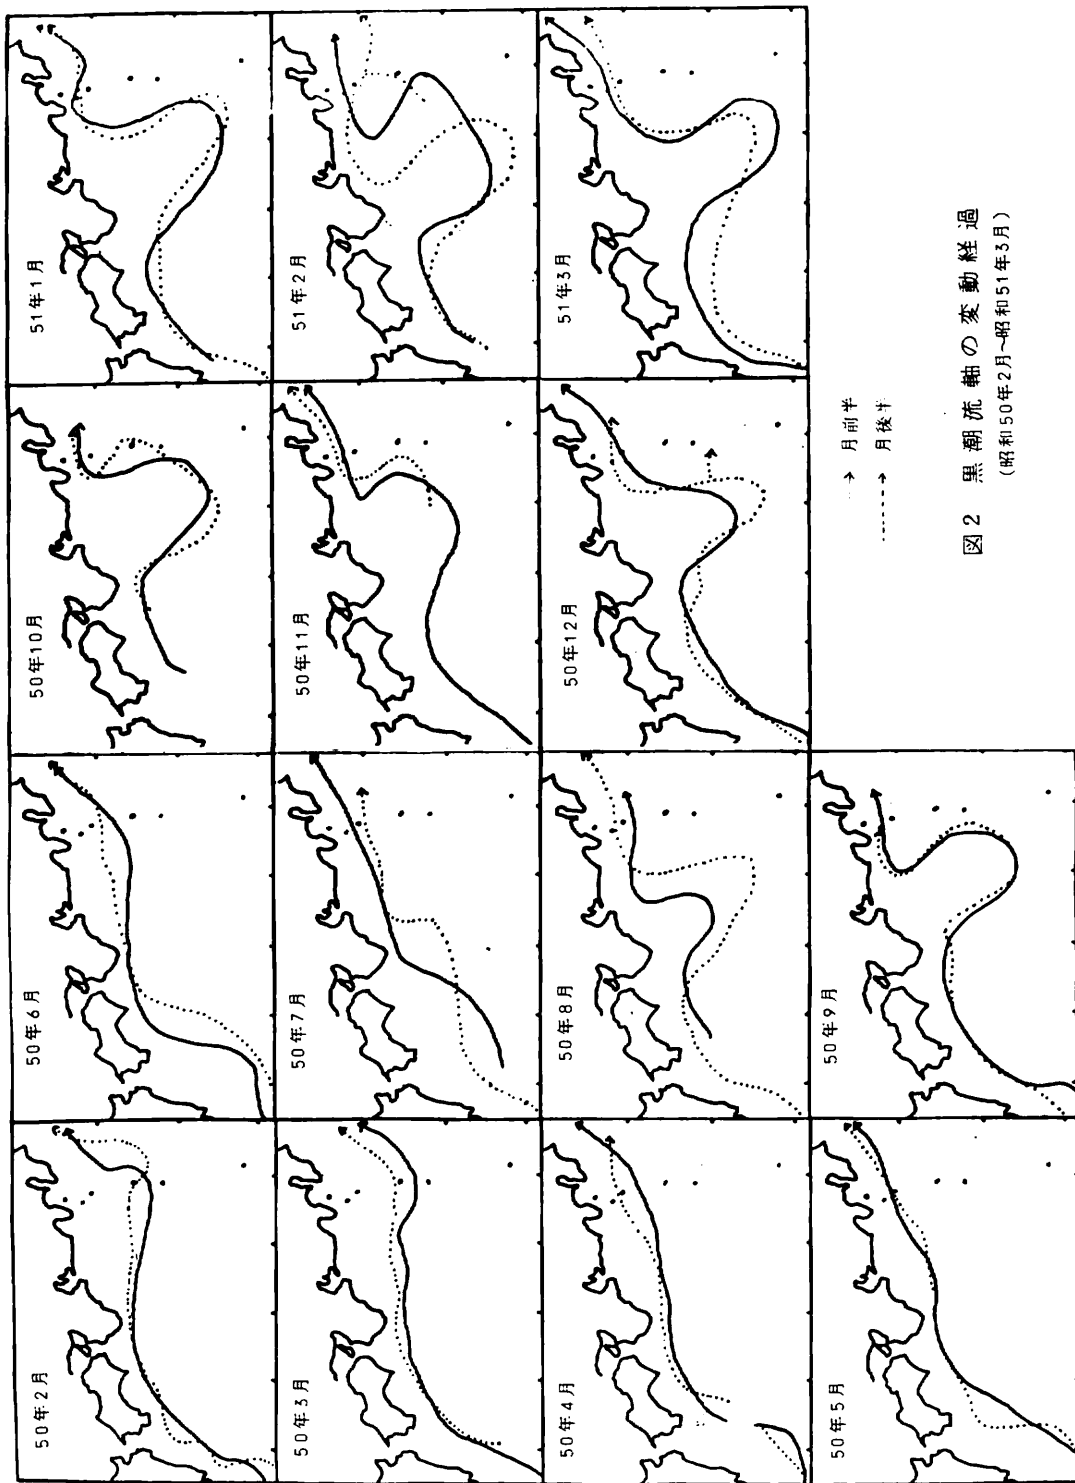 50年2月
50年3月
50年4月
50年5月
50年6月
50年7月
50年8月
50年9月
50年10月
50年11月
50年12月
51年1月
51年2月
51年3月
→ 月前半
┄┄→ 月後半
図2 黒潮流軸の変動経過
(昭和50年2月~昭和51年3月)